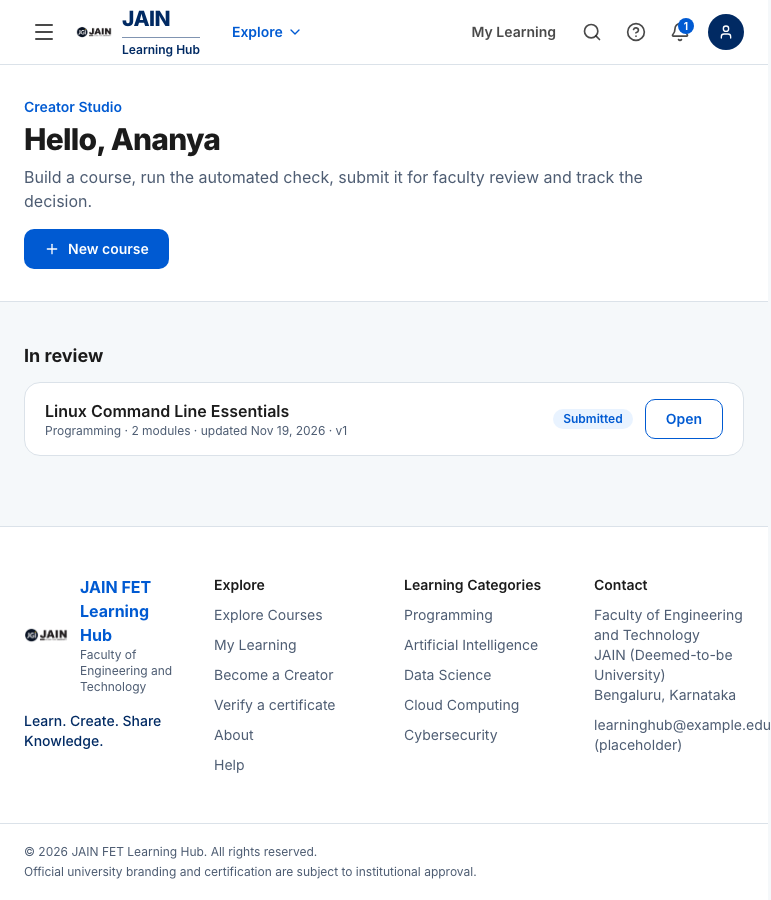 JAIN
JAIN
Learning Hub
Explore
My Learning
1
Creator Studio
Hello, Ananya
Build a course, run the automated check, submit it for faculty review and track the
decision.
New course
In review
Linux Command Line Essentials
Programming · 2 modules · updated Nov 19, 2026 · v1
Submitted
Open
JGI JAIN
JAIN FET
Learning
Hub
Faculty of
Engineering and
Technology
Learn. Create. Share
Knowledge.
Explore
Explore Courses
My Learning
Become a Creator
Verify a certificate
About
Help
Learning Categories
Programming
Artificial Intelligence
Data Science
Cloud Computing
Cybersecurity
Contact
Faculty of Engineering
and Technology
JAIN (Deemed-to-be
University)
Bengaluru, Karnataka
learninghub@example.edu
(placeholder)
© 2026 JAIN FET Learning Hub. All rights reserved.
Official university branding and certification are subject to institutional approval.